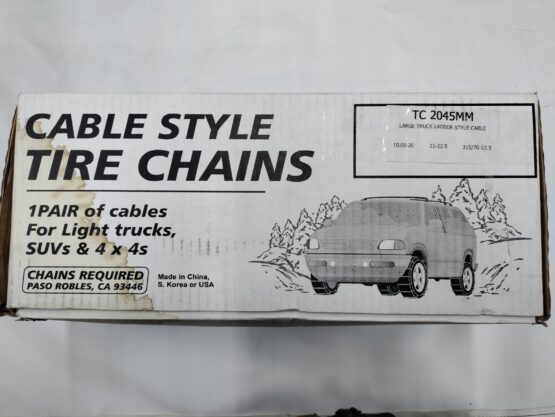 CABLE STYLE
TIRE CHAINS
1PAIR of cables
For Light trucks,
SUVs & 4 x 4s
CHAINS REQUIRED
PASO ROBLES, CA 93446
Made in China,
S. Korea or USA
TC 2045MM
LARGE TRUCK LADDER STYLE CABLE
10.00-20 11-22.5 315/70-22.5